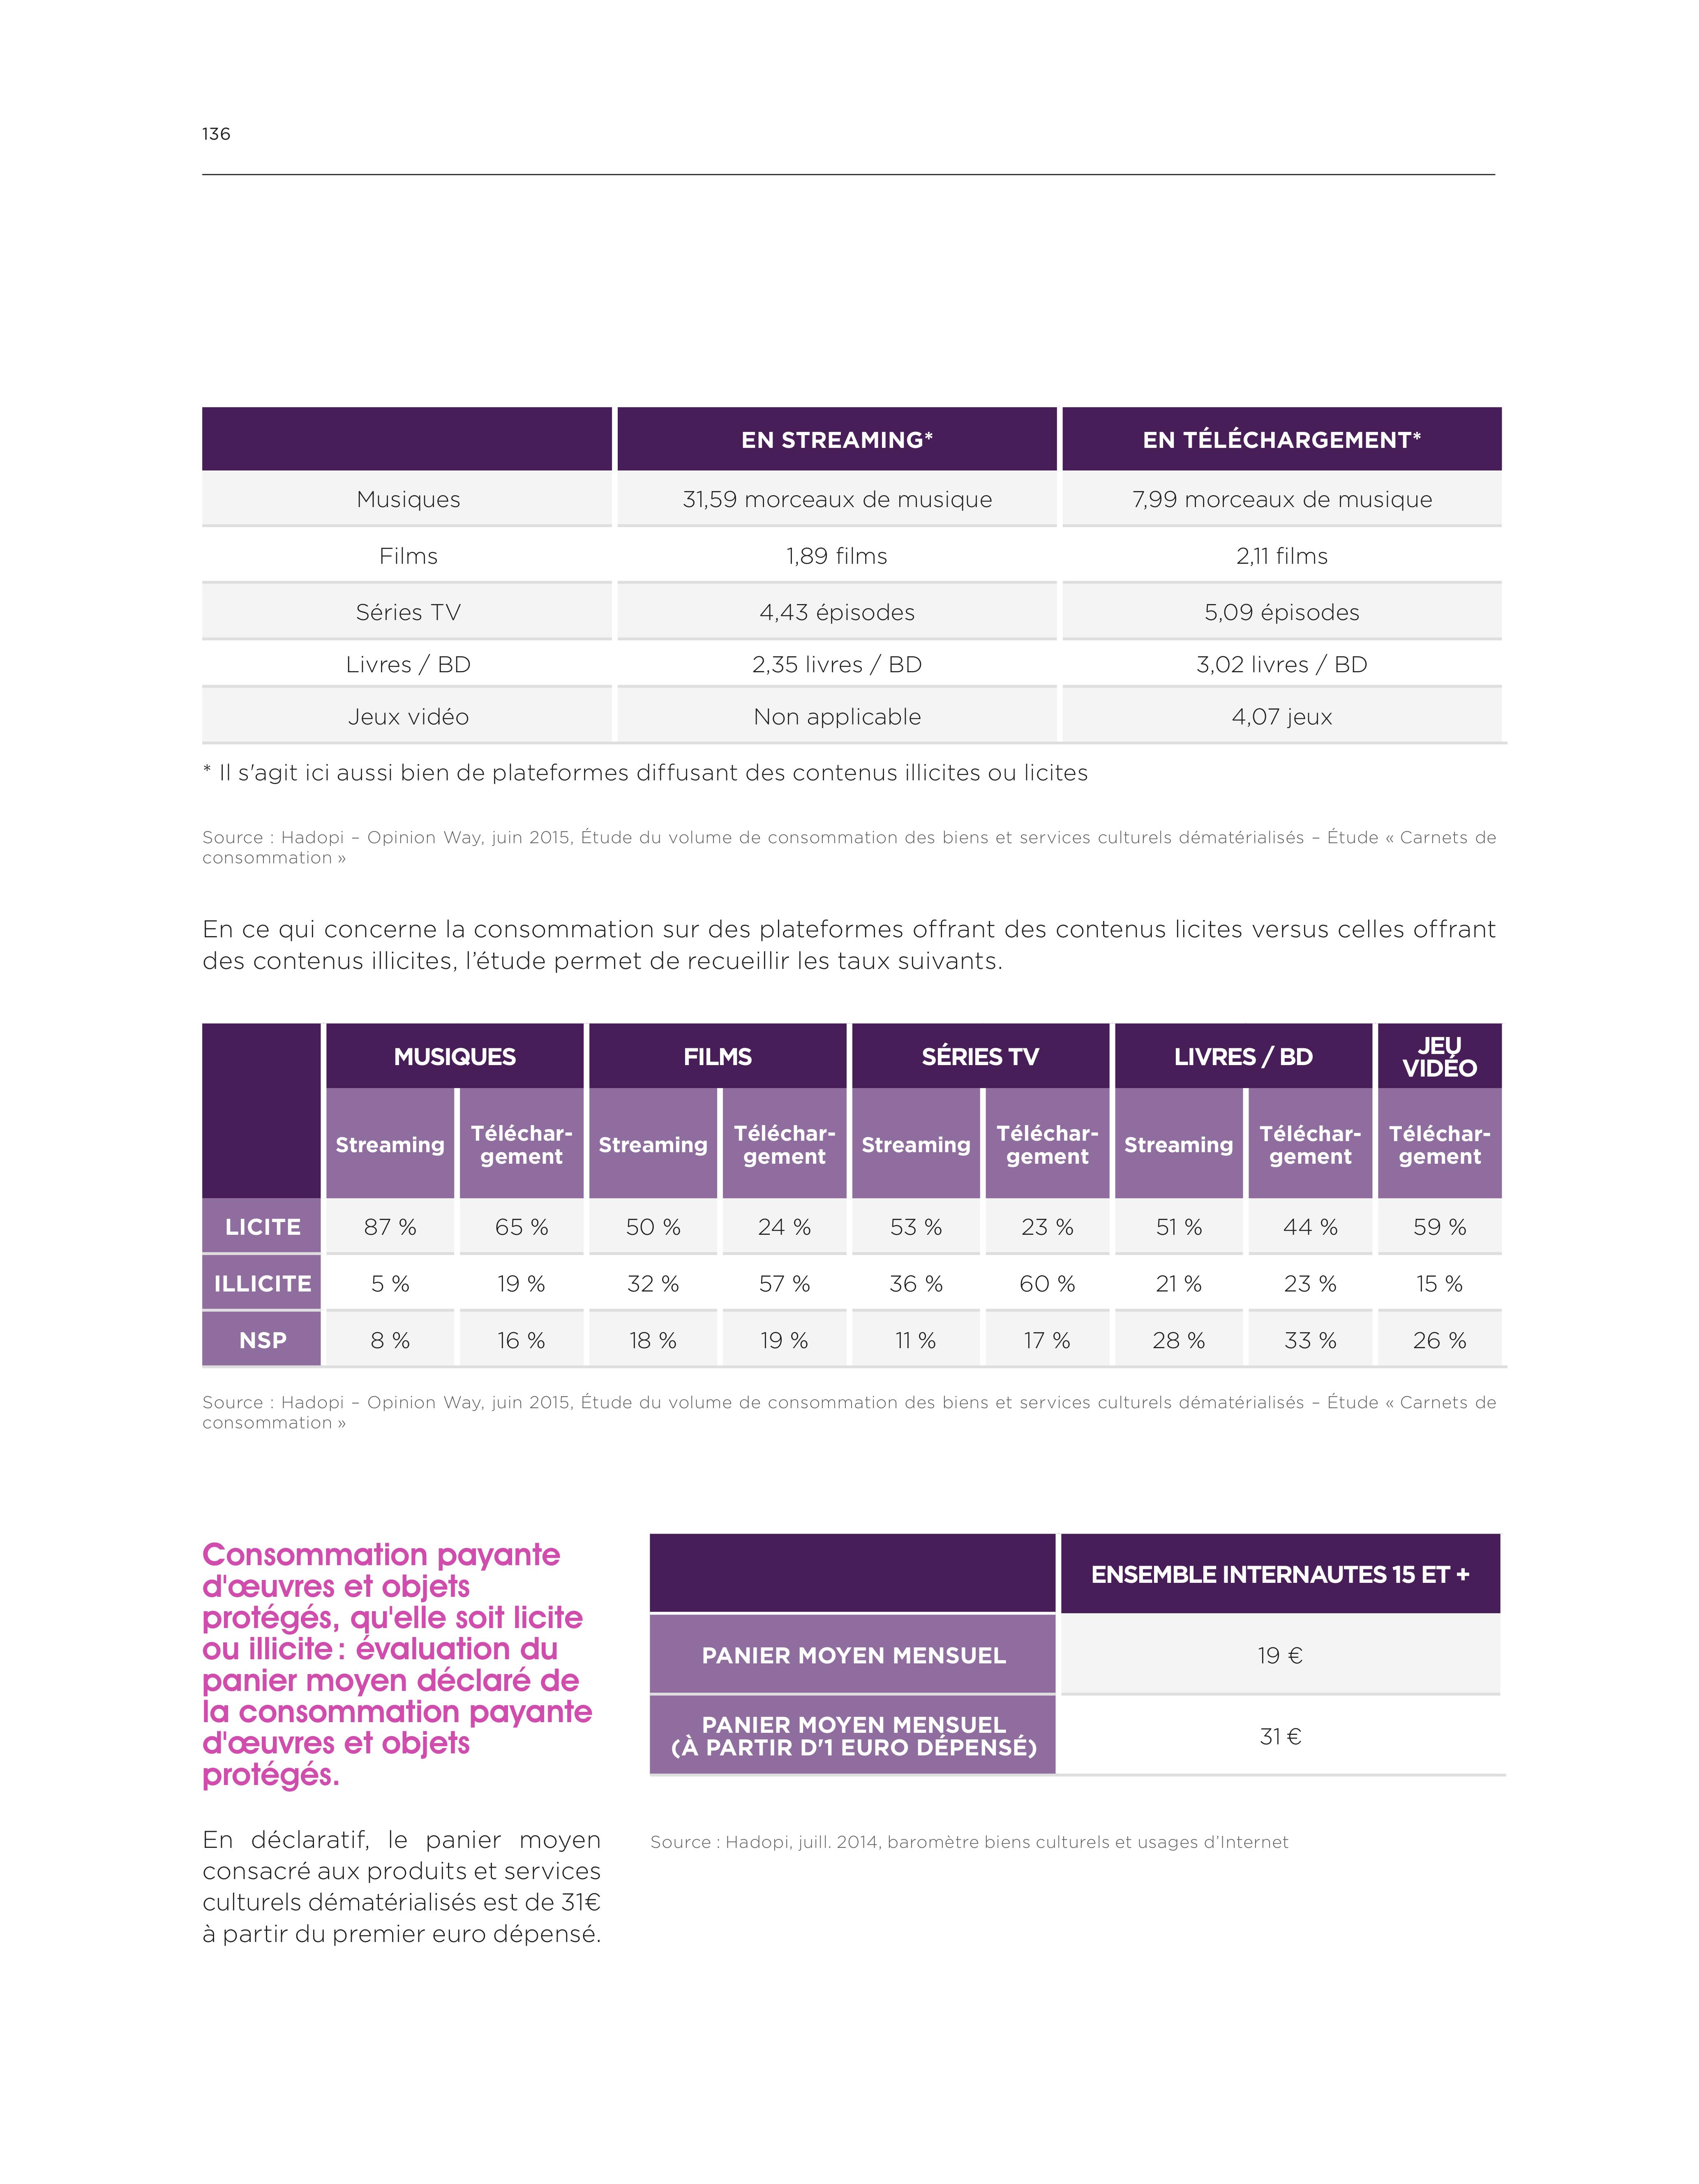 136
EN STREAMING* EN TÉLÉCHARGEMENT*
Musiques 31,59 morceaux de musique 7,99 morceaux de musique
Films 1,89 films 2,11 films
Séries TV 4,43 épisodes 5,09 épisodes
Livres / BD 2,35 livres / BD 3,02 livres / BD
Jeux vidéo Non applicable 4,07 jeux
* Il s'agit ici aussi bien de plateformes diffusant des contenus illicites ou licites
Source : Hadopi – Opinion Way, juin 2015, Étude du volume de consommation des biens et services culturels dématérialisés – Étude « Carnets de
consommation »
En ce qui concerne la consommation sur des plateformes offrant des contenus licites versus celles offrant
des contenus illicites, l’étude permet de recueillir les taux suivants.
MUSIQUES FILMS SÉRIES TV LIVRES / BD JEU
VIDÉO
Streaming Téléchar-
gement Streaming Téléchar-
gement Streaming Téléchar-
gement Streaming Téléchar-
gement Téléchar-
gement
LICITE 87 % 65 % 50 % 24 % 53 % 23 % 51 % 44 % 59 %
ILLICITE 5 % 19 % 32 % 57 % 36 % 60 % 21 % 23 % 15 %
NSP 8 % 16 % 18 % 19 % 11 % 17 % 28 % 33 % 26 %
Source : Hadopi – Opinion Way, juin 2015, Étude du volume de consommation des biens et services culturels dématérialisés – Étude « Carnets de
consommation »
Consommation payante
d'œuvres et objets
protégés, qu'elle soit licite
ou illicite : évaluation du
panier moyen déclaré de
la consommation payante
d'œuvres et objets
protégés.
En déclaratif, le panier moyen
consacré aux produits et services
culturels dématérialisés est de 31€
à partir du premier euro dépensé.
ENSEMBLE INTERNAUTES 15 ET +
PANIER MOYEN MENSUEL 19 €
PANIER MOYEN MENSUEL
(À PARTIR D'1 EURO DÉPENSÉ) 31 €
Source : Hadopi, juill. 2014, baromètre biens culturels et usages d’Internet